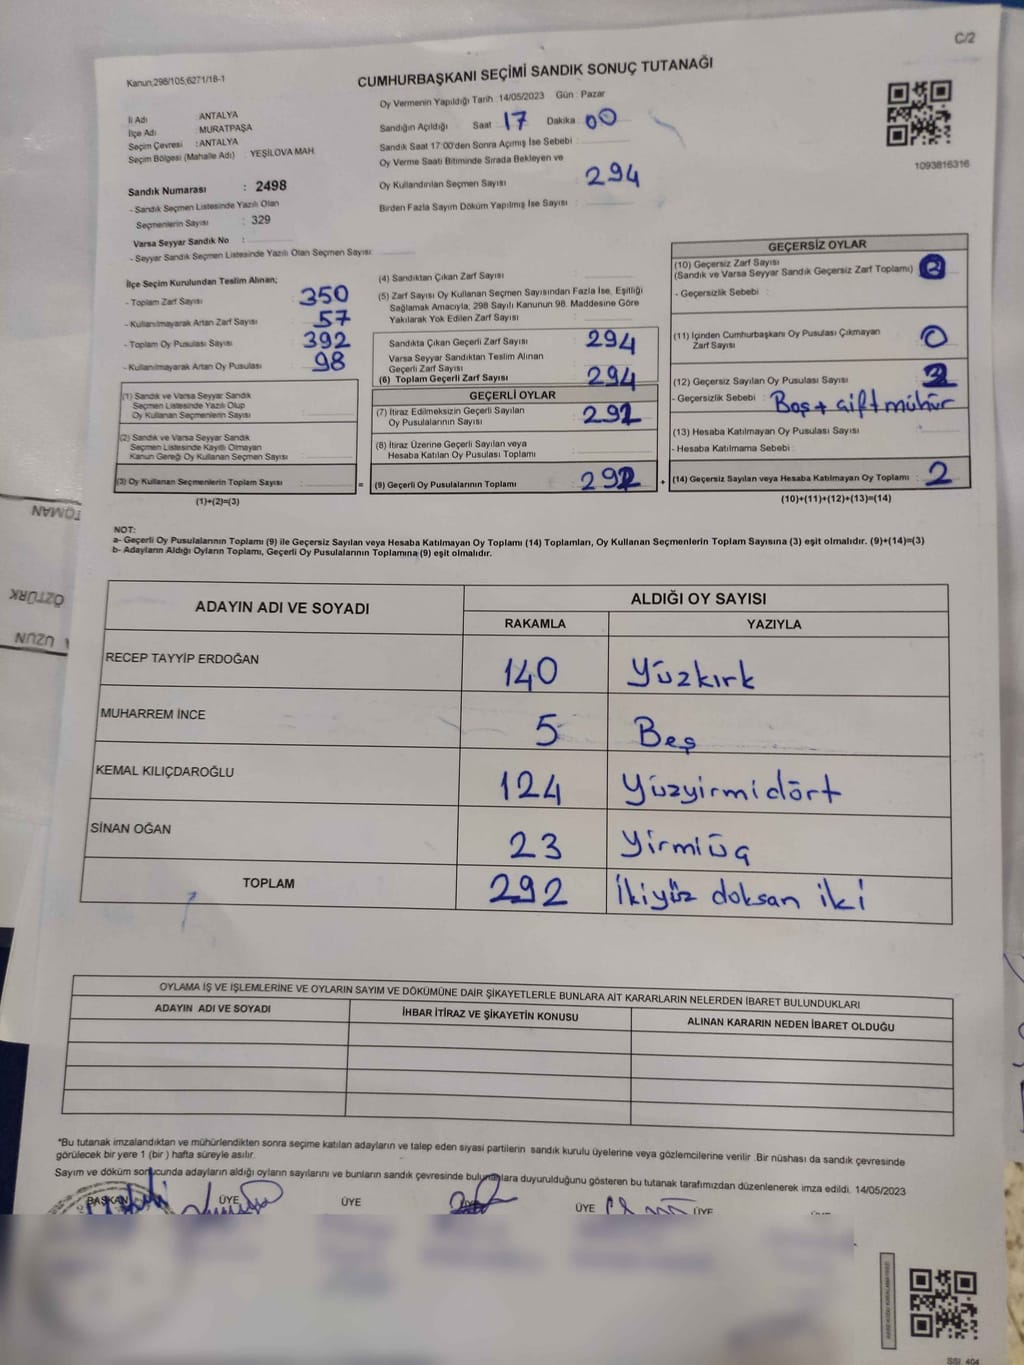 C/2
Kanun;298/105;6271/18-1
CUMHURBAŞKANI SEÇİMİ SANDIK SONUÇ TUTANAĞI
İl Adı : ANTALYA
İlçe Adı : MURATPAŞA
Seçim Çevresi : ANTALYA
Seçim Bölgesi (Mahalle Adı) : YEŞİLOVA MAH.
Oy Vermenin Yapıldığı Tarih : 14/05/2023 Gün : Pazar
Sandığın Açıldığı Saat : 17 Dakika : 00
Sandık Saat 17:00'den Sonra Açımış İse Sebebi :
Oy Verme Saati Bitiminde Sırada Bekleyen ve
Oy Kullandırılan Seçmen Sayısı : 294
Birden Fazla Sayım Döküm Yapılmış İse Sayısı :
1093816316
Sandık Numarası : 2498
- Sandık Seçmen Listesinde Yazılı Olan
Seçmenlerin Sayısı : 329
Varsa Seyyar Sandık No :
- Seyyar Sandık Seçmen Listesinde Yazılı Olan Seçmen Sayısı:
İlçe Seçim Kurulundan Teslim Alınan;
- Toplam Zarf Sayısı : 350
- Kullanılmayarak Artan Zarf Sayısı : 57
- Toplam Oy Pusulası Sayısı : 392
- Kullanılmayarak Artan Oy Pusulası : 98
(1) Sandık ve Varsa Seyyar Sandık
Seçmen Listesinde Yazılı Olup
Oy Kullanan Seçmenlerin Sayısı :
(2) Sandık ve Varsa Seyyar Sandık
Seçmen Listesinde Kayıtlı Olmayan
Kanun Gereği Oy Kullanan Seçmen Sayısı :
(3) Oy Kullanan Seçmenlerin Toplam Sayısı :
(1)+(2)=(3)
(4) Sandıktan Çıkan Zarf Sayısı :
(5) Zarf Sayısı Oy Kullanan Seçmen Sayısından Fazla İse, Eşitliği
Sağlamak Amacıyla; 298 Sayılı Kanunun 98. Maddesine Göre
Yakılarak Yok Edilen Zarf Sayısı :
Sandıkta Çıkan Geçerli Zarf Sayısı : 294
Varsa Seyyar Sandıktan Teslim Alınan
Geçerli Zarf Sayısı :
(6) Toplam Geçerli Zarf Sayısı : 294
GEÇERLİ OYLAR
(7) İtiraz Edilmeksizin Geçerli Sayılan
Oy Pusulalarının Sayısı : 292
(8) İtiraz Üzerine Geçerli Sayılan veya
Hesaba Katılan Oy Pusulası Toplamı :
= (9) Geçerli Oy Pusulalarının Toplamı : 292
GEÇERSİZ OYLAR
(10) Geçersiz Zarf Sayısı
(Sandık ve Varsa Seyyar Sandık Geçersiz Zarf Toplamı) :
- Geçersizlik Sebebi :
(11) İçinden Cumhurbaşkanı Oy Pusulası Çıkmayan
Zarf Sayısı : 0
(12) Geçersiz Sayılan Oy Pusulası Sayısı : 2
- Geçersizlik Sebebi : Boş + çift mühür
(13) Hesaba Katılmayan Oy Pusulası Sayısı :
- Hesaba Katılmama Sebebi :
+ (14) Geçersiz Sayılan veya Hesaba Katılmayan Oy Toplamı : 2
(10)+(11)+(12)+(13)=(14)
NOT:
a- Geçerli Oy Pusulalarının Toplamı (9) ile Geçersiz Sayılan veya Hesaba Katılmayan Oy Toplamı (14) Toplamları, Oy Kullanan Seçmenlerin Toplam Sayısına (3) eşit olmalıdır. (9)+(14)=(3)
b- Adayların Aldığı Oyların Toplamı, Geçerli Oy Pusulalarının Toplamına (9) eşit olmalıdır.
ADAYIN ADI VE SOYADI ALDIĞI OY SAYISI
RAKAMLA YAZIYLA
RECEP TAYYİP ERDOĞAN 140 Yüzkırk
MUHARREM İNCE 5 Beş
KEMAL KILIÇDAROĞLU 124 Yüzyirmidört
SİNAN OĞAN 23 Yirmiüç
TOPLAM 292 İkiyüz doksan iki
OYLAMA İŞ VE İŞLEMLERİNE VE OYLARIN SAYIM VE DÖKÜMÜNE DAİR ŞİKAYETLERLE BUNLARA AİT KARARLARIN NELERDEN İBARET BULUNDUKLARI
ADAYIN ADI VE SOYADI İHBAR İTİRAZ VE ŞİKAYETİN KONUSU ALINAN KARARIN NEDEN İBARET OLDUĞU
*Bu tutanak imzalandıktan ve mühürlendikten sonra seçime katılan adayların ve talep eden siyasi partilerin sandık kurulu üyelerine veya gözlemcilerine verilir .Bir nüshası da sandık çevresinde
görülecek bir yere 1 (bir ) hafta süreyle asılır.
Sayım ve döküm sonucunda adayların aldığı oyların sayılarını ve bunların sandık çevresinde bulunanlara duyurulduğunu gösteren bu tutanak tarafımızdan düzenlenerek imza edildi. 14/05/2023
BAŞKAN ÜYE ÜYE ÜYE ÜYE
TOMAN
ÖZTÜRK
UZUN